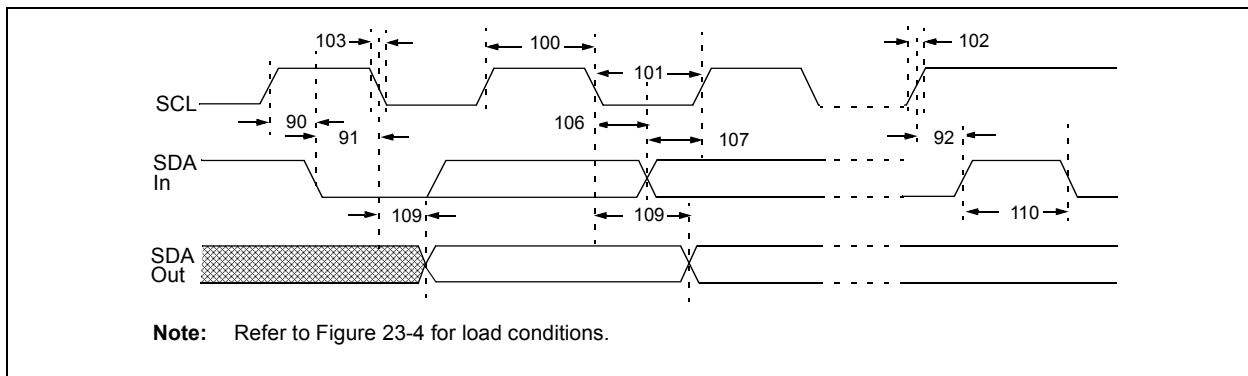 103
100
102
101
SCL
90
91
106
107
92
SDA
In
109
109
110
SDA
Out
Note: Refer to Figure 23-4 for load conditions.